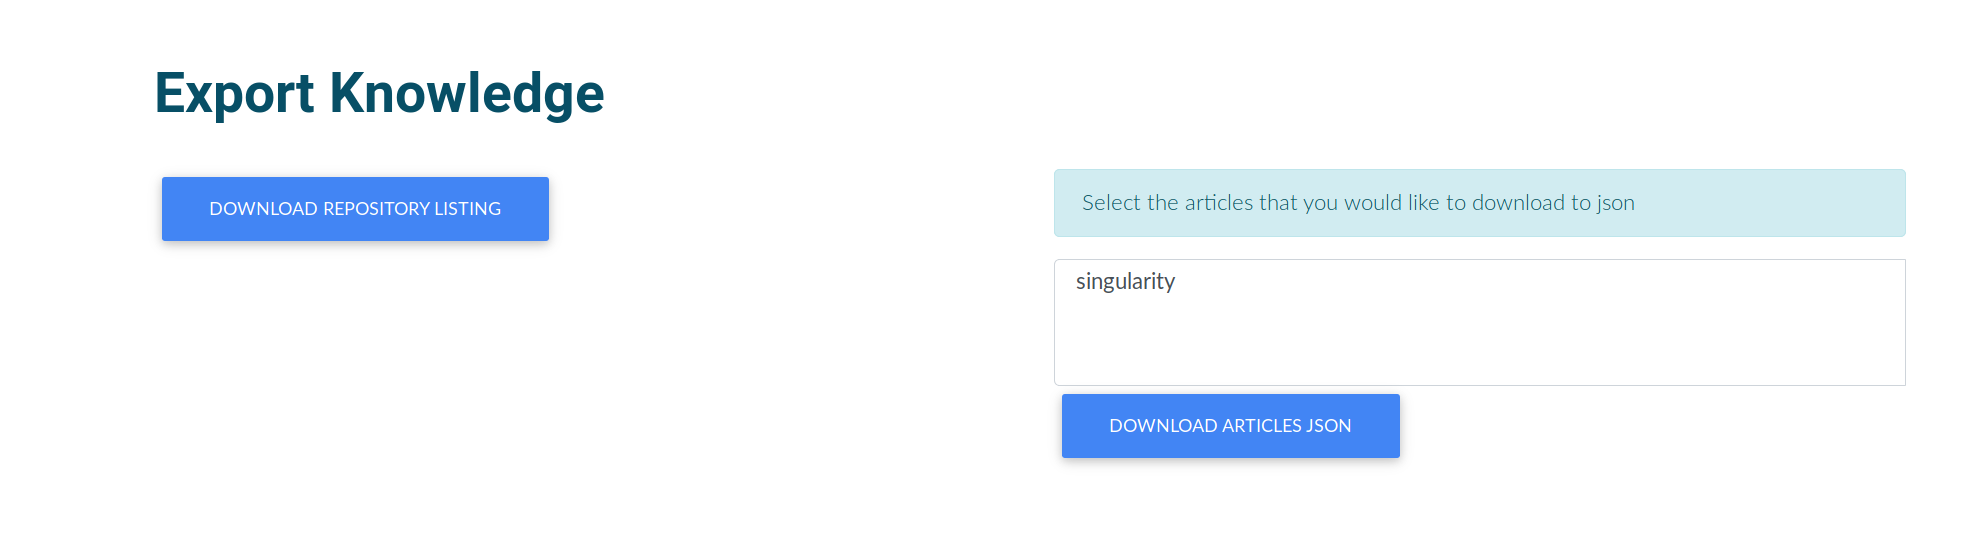 Export Knowledge
DOWNLOAD REPOSITORY LISTING
Select the articles that you would like to download to json
singularity
DOWNLOAD ARTICLES JSON